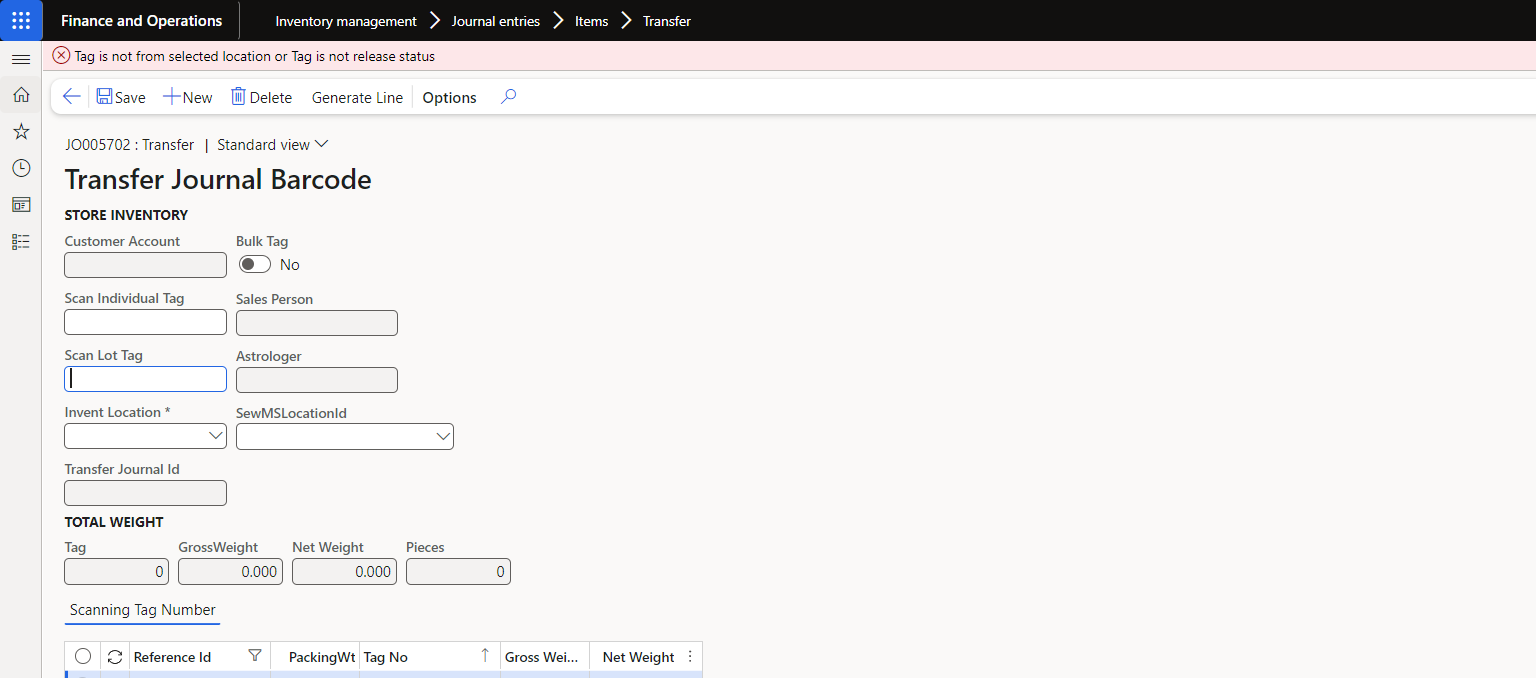 Finance and Operations
Inventory management Journal entries Items Transfer
Tag is not from selected location or Tag is not release status
Save New Delete Generate Line Options
JO005702 : Transfer | Standard view
Transfer Journal Barcode
STORE INVENTORY
Customer Account Bulk Tag
No
Scan Individual Tag Sales Person
Scan Lot Tag Astrologer
Invent Location * SewMSLocationId
Transfer Journal Id
TOTAL WEIGHT
Tag GrossWeight Net Weight Pieces
0 0.000 0.000 0
Scanning Tag Number
Reference Id PackingWt Tag No Gross Wei... Net Weight